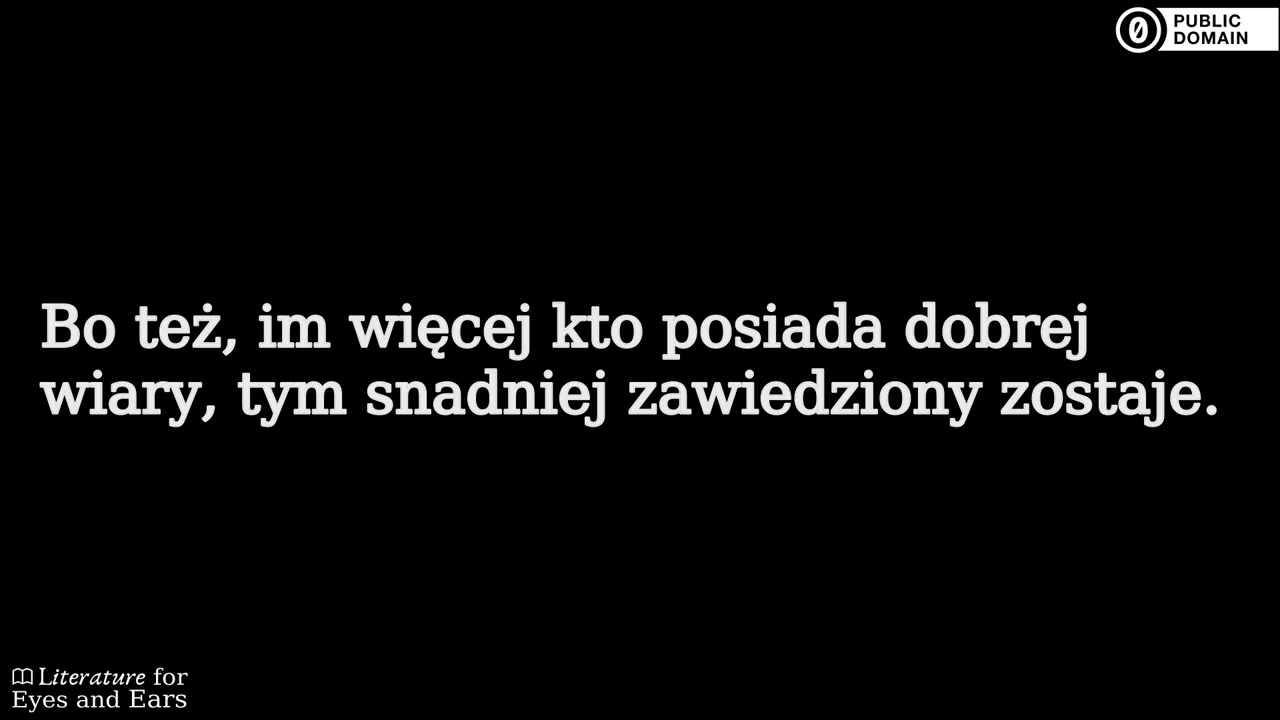 PUBLIC
DOMAIN
Bo też, im więcej kto posiada dobrej
wiary, tym snadniej zawiedziony zostaje.
Literature for
Eyes and Ears